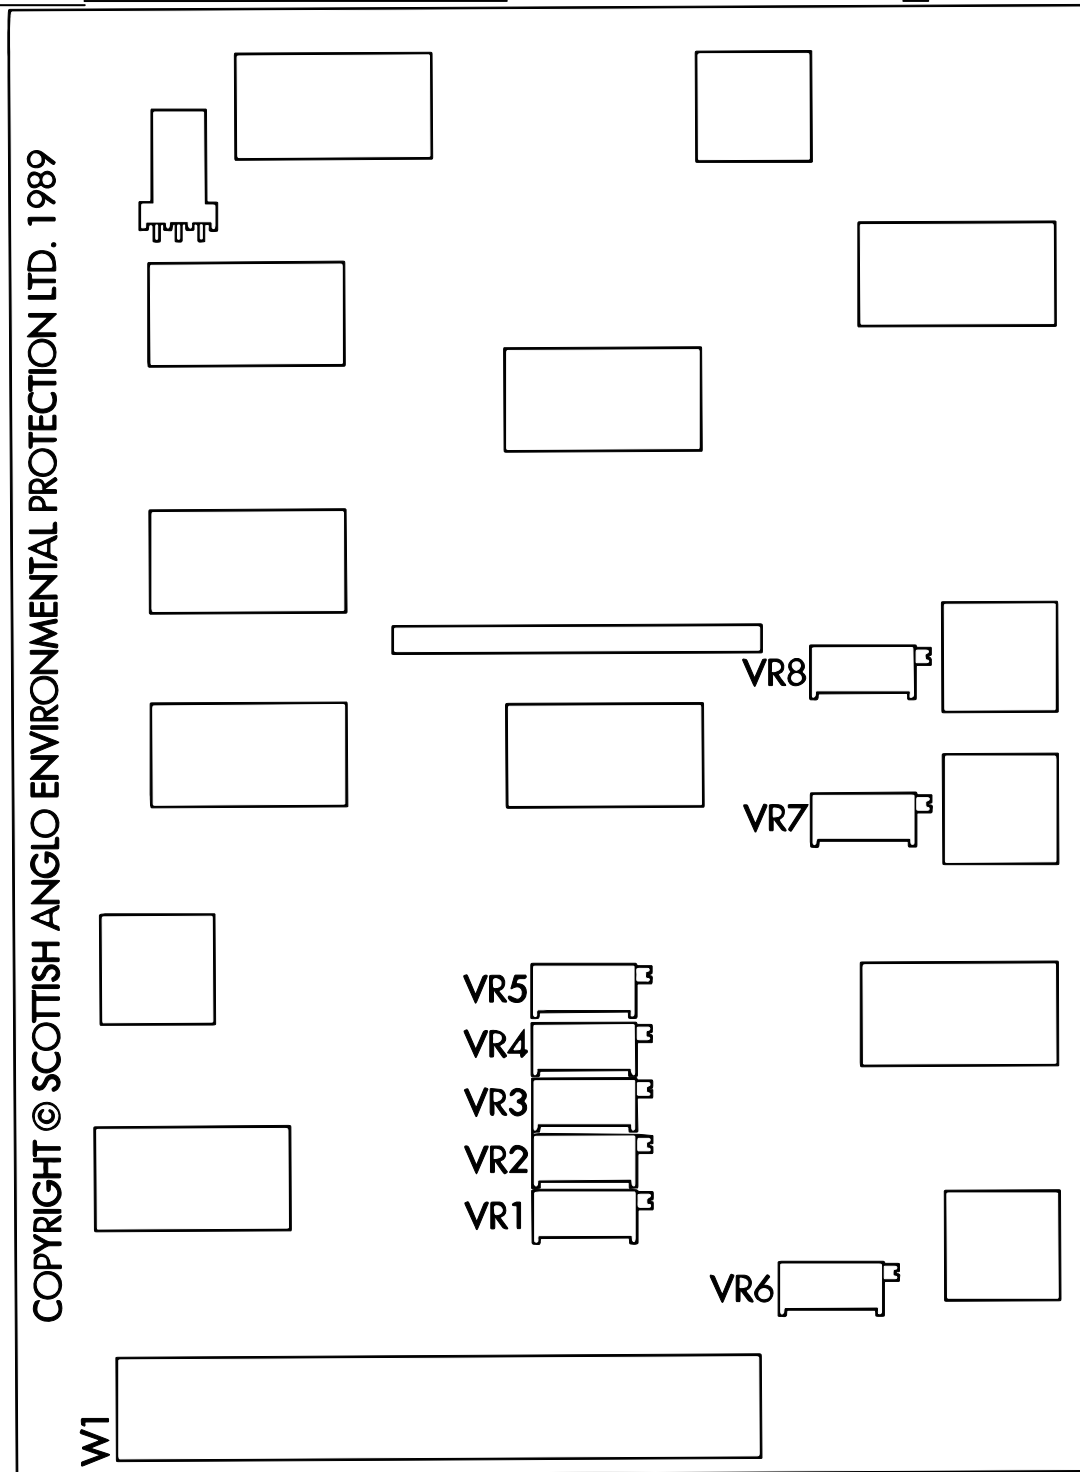 COPYRIGHT © SCOTTISH ANGLO ENVIRONMENTAL PROTECTION LTD. 1989
VR8
VR7
VR5
VR4
VR3
VR2
VR1
VR6
W1